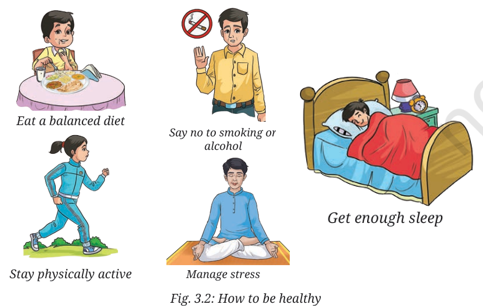 Eat a balanced diet
Say no to smoking or
alcohol
Get enough sleep
Stay physically active
Manage stress
Fig. 3.2: How to be healthy